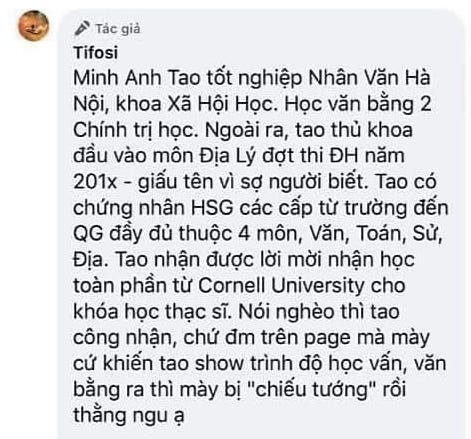 Tác giả
Tifosi
Minh Anh Tao tốt nghiệp Nhân Văn Hà
Nội, khoa Xã Hội Học. Học văn bằng 2
Chính trị học. Ngoài ra, tao thủ khoa
đầu vào môn Địa Lý đợt thi ĐH năm
201x - giấu tên vì sợ người biết. Tao có
chứng nhân HSG các cấp từ trường đến
QG đầy đủ thuộc 4 môn, Văn, Toán, Sử,
Địa. Tao nhận được lời mời nhận học
toàn phần từ Cornell University cho
khóa học thạc sĩ. Nói nghèo thì tao
công nhận, chứ đm trên page mà mày
cứ khiến tao show trình độ học vấn, văn
bằng ra thì mày bị "chiếu tướng" rồi
thằng ngu ạ